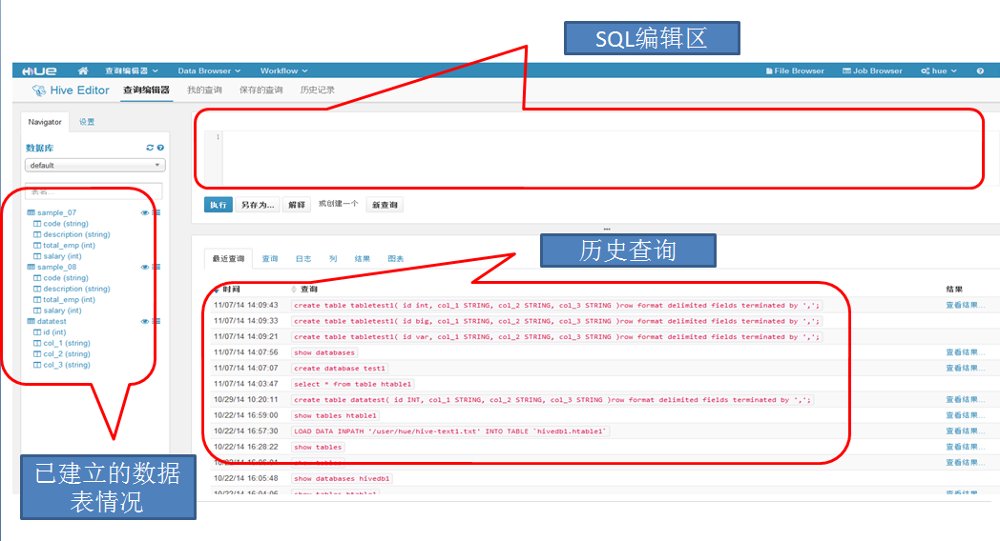 SQL编辑区
HUE 查询编辑器 Data Browser Workflow File Browser Job Browser hue
Hive Editor 查询编辑器 我的查询 保存的查询 历史记录
Navigator 设置
数据库
default
1
sample_07
code (string)
description (string)
total_emp (int)
salary (int)
sample_08
code (string)
description (string)
total_emp (int)
salary (int)
datatest
id (int)
col_1 (string)
col_2 (string)
col_3 (string)
已建立的数据
表情况
执行 另存为... 解释 或创建一个 新查询
历史查询
最近查询 查询 日志 列 结果 图表
时间 查询 结果
11/07/14 14:09:43 create table tabletest1( id int, col_1 STRING, col_2 STRING, col_3 STRING )row format delimited fields terminated by ','; 查看结果...
11/07/14 14:09:33 create table tabletest1( id big, col_1 STRING, col_2 STRING, col_3 STRING )row format delimited fields terminated by ',';
11/07/14 14:09:21 create table tabletest1( id var, col_1 STRING, col_2 STRING, col_3 STRING )row format delimited fields terminated by ',';
11/07/14 14:07:56 show databases 查看结果...
11/07/14 14:07:07 create database test1 查看结果...
11/07/14 14:03:47 select * from table htable1
10/29/14 10:20:11 create table datatest( id INT, col_1 STRING, col_2 STRING, col_3 STRING )row format delimited fields terminated by ','; 查看结果...
10/22/14 16:59:00 show tables htable1 查看结果...
10/22/14 16:57:30 LOAD DATA INPATH '/user/hue/hive-text1.txt' INTO TABLE `hivedb1.htable1` 查看结果...
10/22/14 16:28:22 show tables 查看结果...
查看结果...
10/22/14 16:05:48 show databases hivedb1
10/22/14 16:04:06 show tables htable1 查看结果...